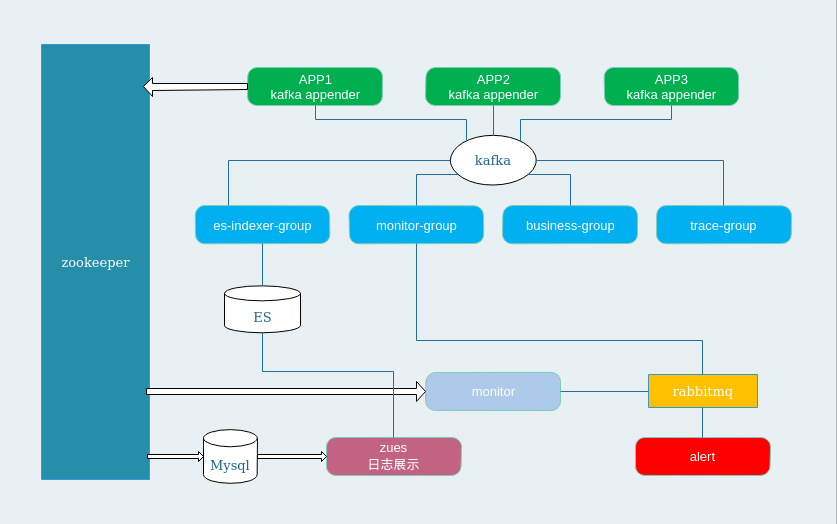 APP1
kafka appender
APP2
kafka appender
APP3
kafka appender
kafka
es-indexer-group
monitor-group
business-group
trace-group
zookeeper
ES
monitor
rabbitmq
Mysql
zues
日志展示
alert